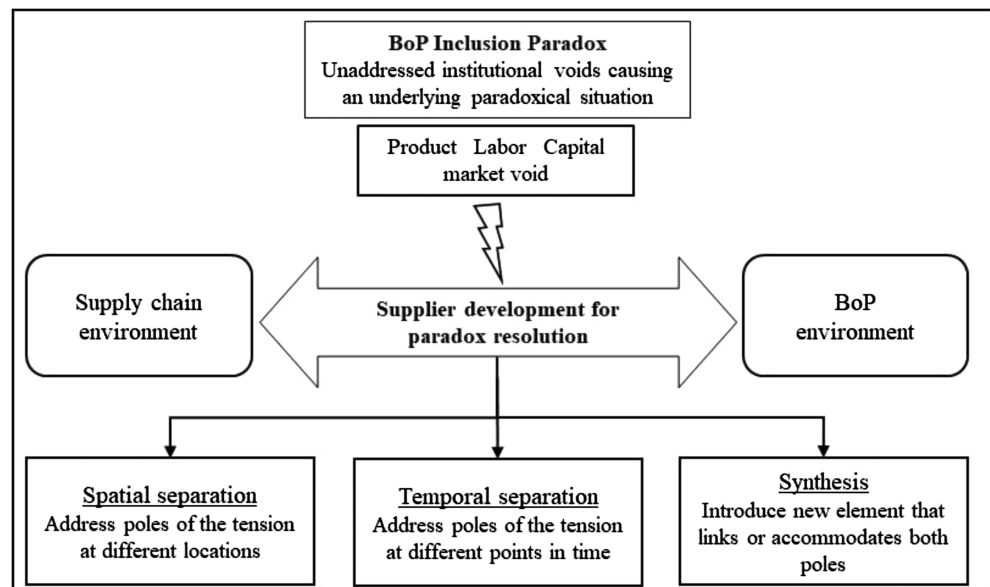 BoP Inclusion Paradox
Unaddressed institutional voids causing
an underlying paradoxical situation
Product Labor Capital
market void
Supply chain
environment
Supplier development for
paradox resolution
BoP
environment
Spatial separation
Address poles of the tension
at different locations
Temporal separation
Address poles of the tension
at different points in time
Synthesis
Introduce new element that
links or accommodates both
poles